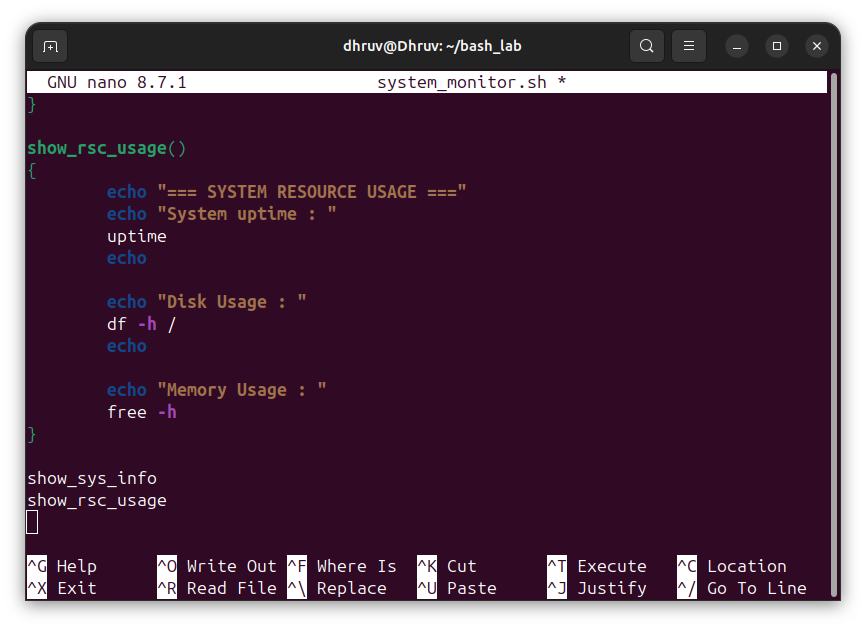 dhruv@Dhruv: ~/bash_lab
GNU nano 8.7.1 system_monitor.sh *
}
show_rsc_usage()
{
echo "=== SYSTEM RESOURCE USAGE ==="
echo "System uptime : "
uptime
echo
echo "Disk Usage : "
df -h /
echo
echo "Memory Usage : "
free -h
}
show_sys_info
show_rsc_usage
^G Help ^O Write Out ^F Where Is ^K Cut ^T Execute ^C Location
^X Exit ^R Read File ^\ Replace ^U Paste ^J Justify ^/ Go To Line